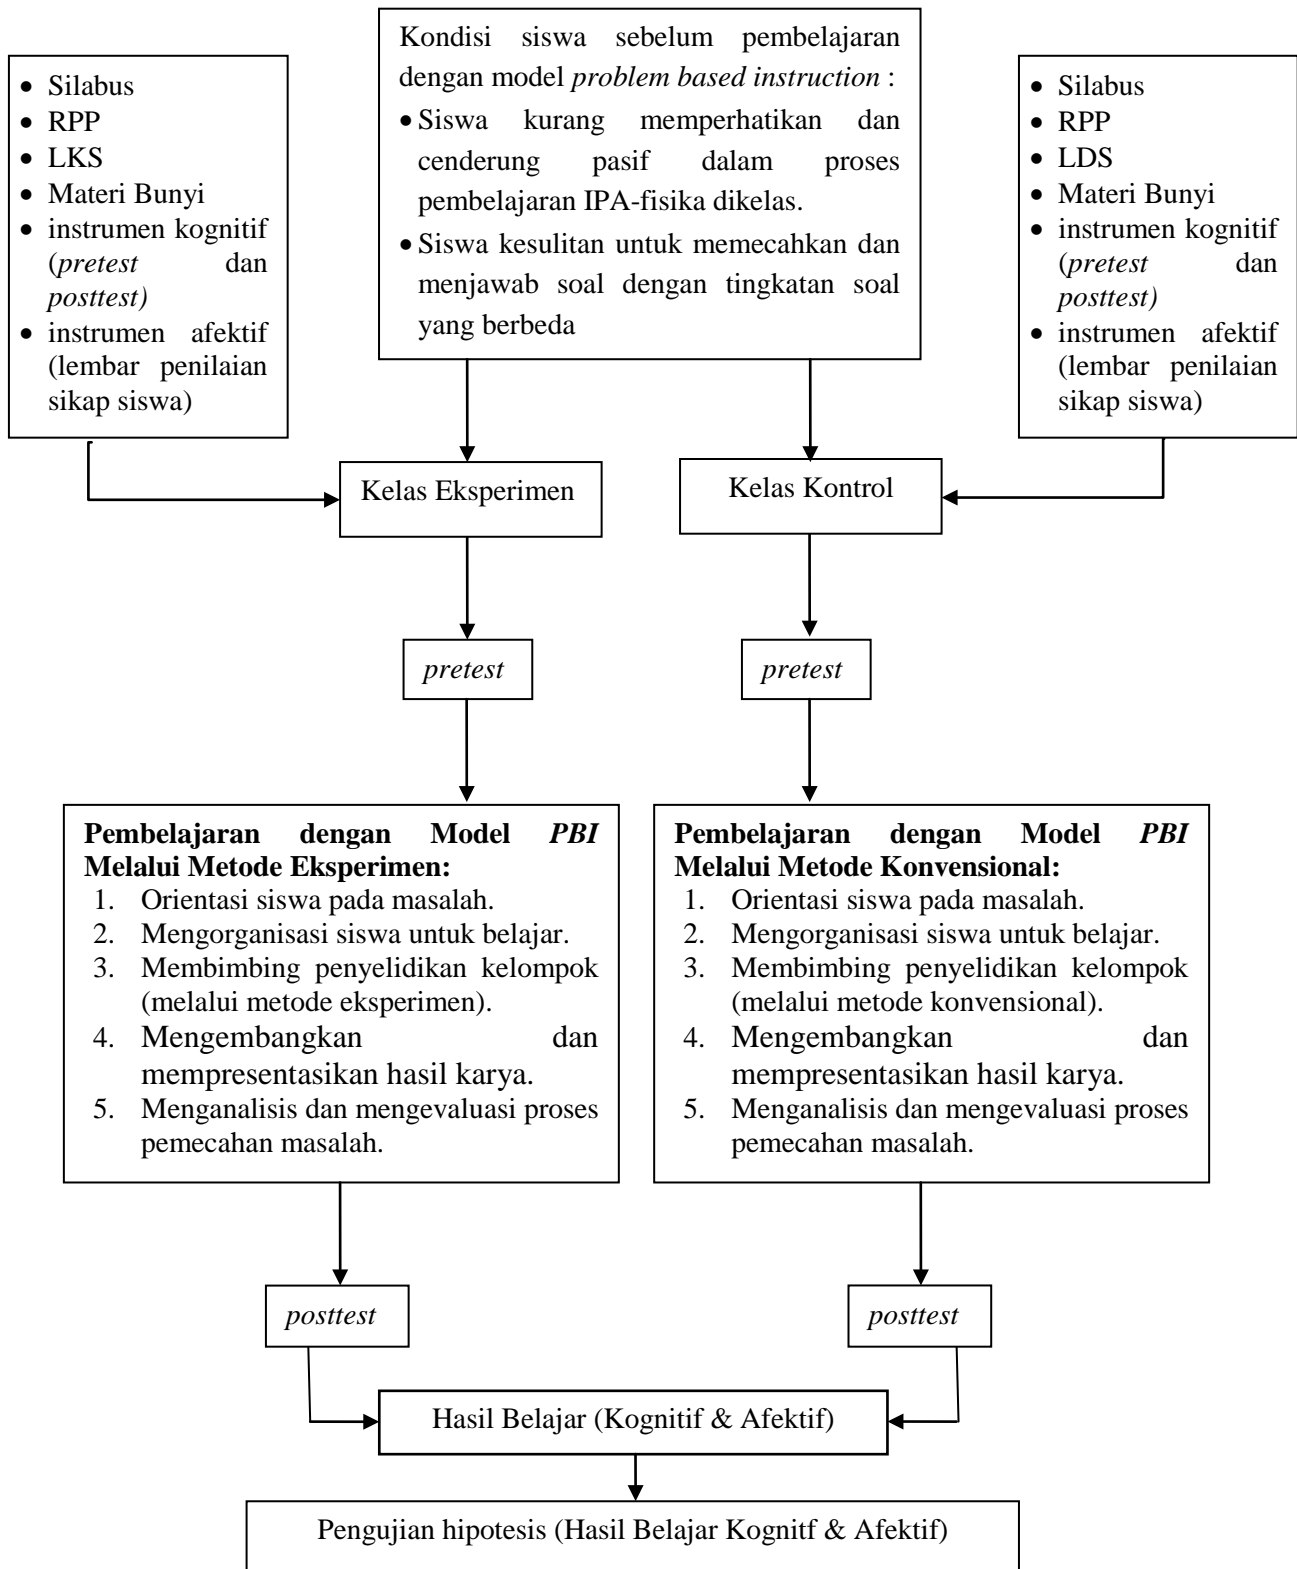 Kondisi siswa sebelum pembelajaran
dengan model problem based instruction :
• Siswa kurang memperhatikan dan
cenderung pasif dalam proses
pembelajaran IPA-fisika dikelas.
• Siswa kesulitan untuk memecahkan dan
menjawab soal dengan tingkatan soal
yang berbeda
• Silabus
• RPP
• LKS
• Materi Bunyi
• instrumen kognitif
(pretest dan
posttest)
• instrumen afektif
(lembar penilaian
sikap siswa)
• Silabus
• RPP
• LDS
• Materi Bunyi
• instrumen kognitif
(pretest dan
posttest)
• instrumen afektif
(lembar penilaian
sikap siswa)
Kelas Eksperimen
Kelas Kontrol
pretest
pretest
Pembelajaran dengan Model PBI
Melalui Metode Eksperimen:
1. Orientasi siswa pada masalah.
2. Mengorganisasi siswa untuk belajar.
3. Membimbing penyelidikan kelompok
(melalui metode eksperimen).
4. Mengembangkan dan
mempresentasikan hasil karya.
5. Menganalisis dan mengevaluasi proses
pemecahan masalah.
Pembelajaran dengan Model PBI
Melalui Metode Konvensional:
1. Orientasi siswa pada masalah.
2. Mengorganisasi siswa untuk belajar.
3. Membimbing penyelidikan kelompok
(melalui metode konvensional).
4. Mengembangkan dan
mempresentasikan hasil karya.
5. Menganalisis dan mengevaluasi proses
pemecahan masalah.
posttest
posttest
Hasil Belajar (Kognitif & Afektif)
Pengujian hipotesis (Hasil Belajar Kognitf & Afektif)